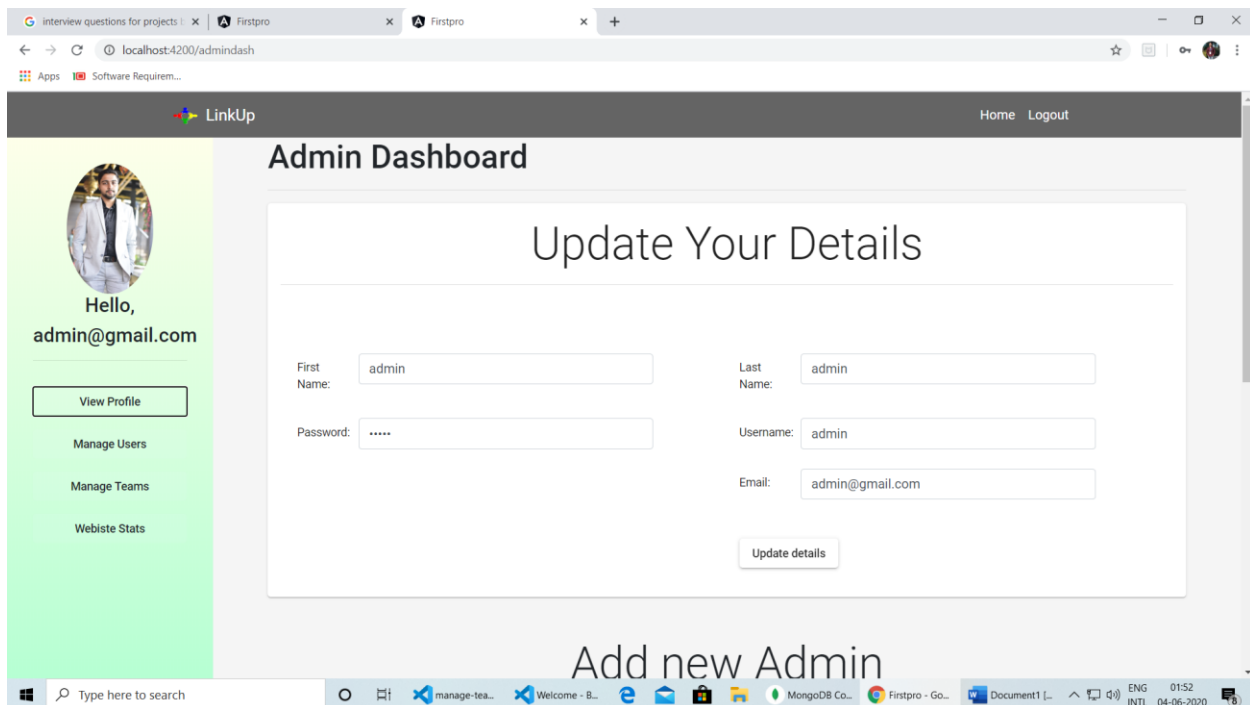 interview questions for projects b
Firstpro
Firstpro
localhost:4200/admindash
Apps
Software Requirem...
LinkUp
Home
Logout
Hello,
admin@gmail.com
View Profile
Manage Users
Manage Teams
Webiste Stats
Admin Dashboard
Update Your Details
First
Name:
admin
Last
Name:
admin
Password:
•••••
Username:
admin
Email:
admin@gmail.com
Update details
Add new Admin
Type here to search
manage-tea...
Welcome - B...
MongoDB Co...
Firstpro - Go...
Document1 [...
ENG
INTL
01:52
04-06-2020
8